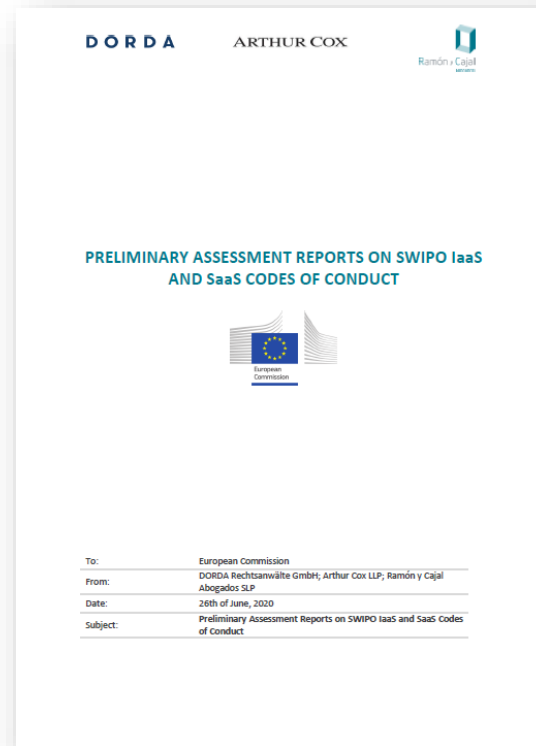 DORDA
ARTHUR COX
Ramón y Cajal
ABOGADOS
PRELIMINARY ASSESSMENT REPORTS ON SWIPO IaaS
AND SaaS CODES OF CONDUCT
European
Commission
To: European Commission
From: DORDA Rechtsanwälte GmbH; Arthur Cox LLP; Ramón y Cajal
Abogados SLP
Date: 26th of June, 2020
Subject: Preliminary Assessment Reports on SWIPO IaaS and SaaS Codes
of Conduct